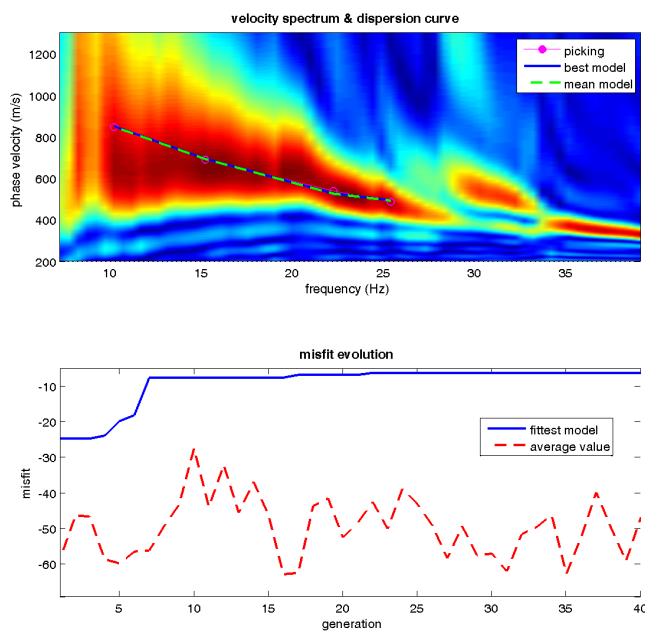 velocity spectrum & dispersion curve
phase velocity (m/s)
1200
1000
800
600
400
200
picking
best model
mean model
10 15 20 25 30 35
frequency (Hz)
misfit evolution
misfit
-10
-20
-30
-40
-50
-60
fittest model
average value
5 10 15 20 25 30 35 40
generation